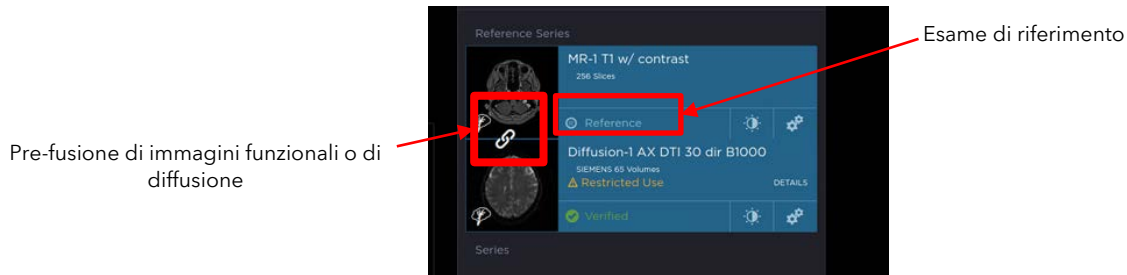 Reference Series
Esame di riferimento
MR-1 T1 w/ contrast
256 Slices
Reference
Pre-fusione di immagini funzionali o di
diffusione
Diffusion-1 AX DTI 30 dir B1000
SIEMENS 65 Volumes
Restricted Use
DETAILS
Verified
Series